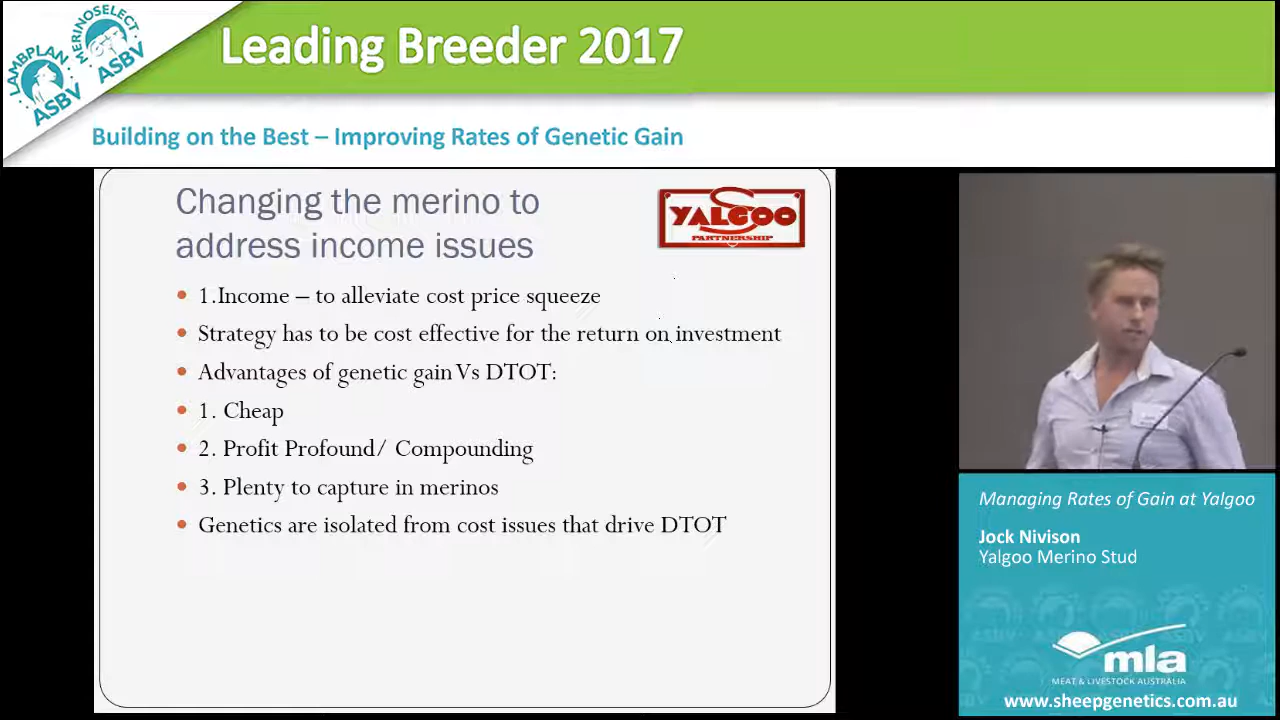 LAMBPLAN
ASBV
MERINOSELECT
ASBV
Leading Breeder 2017
Building on the Best – Improving Rates of Genetic Gain
Changing the merino to
address income issues
YALGOO
PARTNERSHIP
1.Income – to alleviate cost price squeeze
Strategy has to be cost effective for the return on investment
Advantages of genetic gain Vs DTOT:
1. Cheap
2. Profit Profound/ Compounding
3. Plenty to capture in merinos
Genetics are isolated from cost issues that drive DTOT
Managing Rates of Gain at Yalgoo
Jock Nivison
Yalgoo Merino Stud
mla
MEAT & LIVESTOCK AUSTRALIA
www.sheepgenetics.com.au